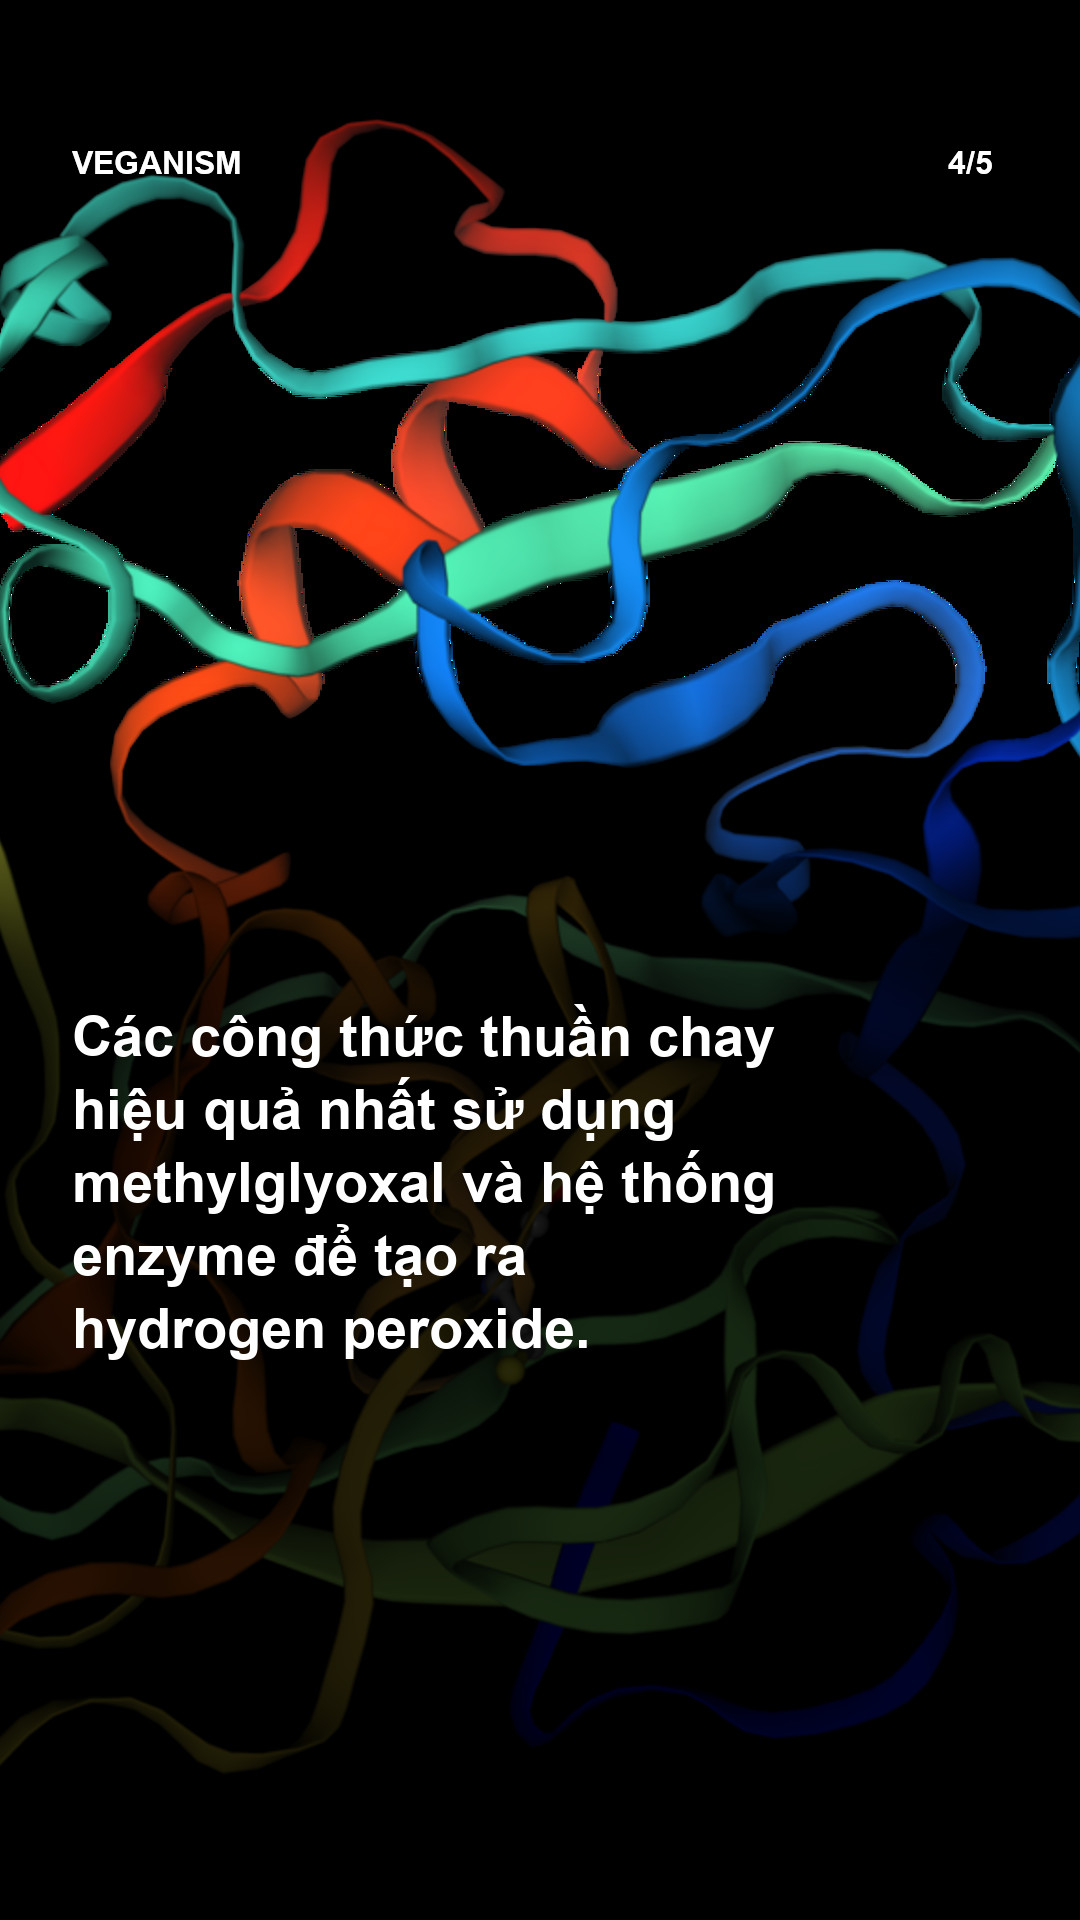 VEGANISM
4/5
Các công thức thuần chay
hiệu quả nhất sử dụng
methylglyoxal và hệ thống
enzyme để tạo ra
hydrogen peroxide.